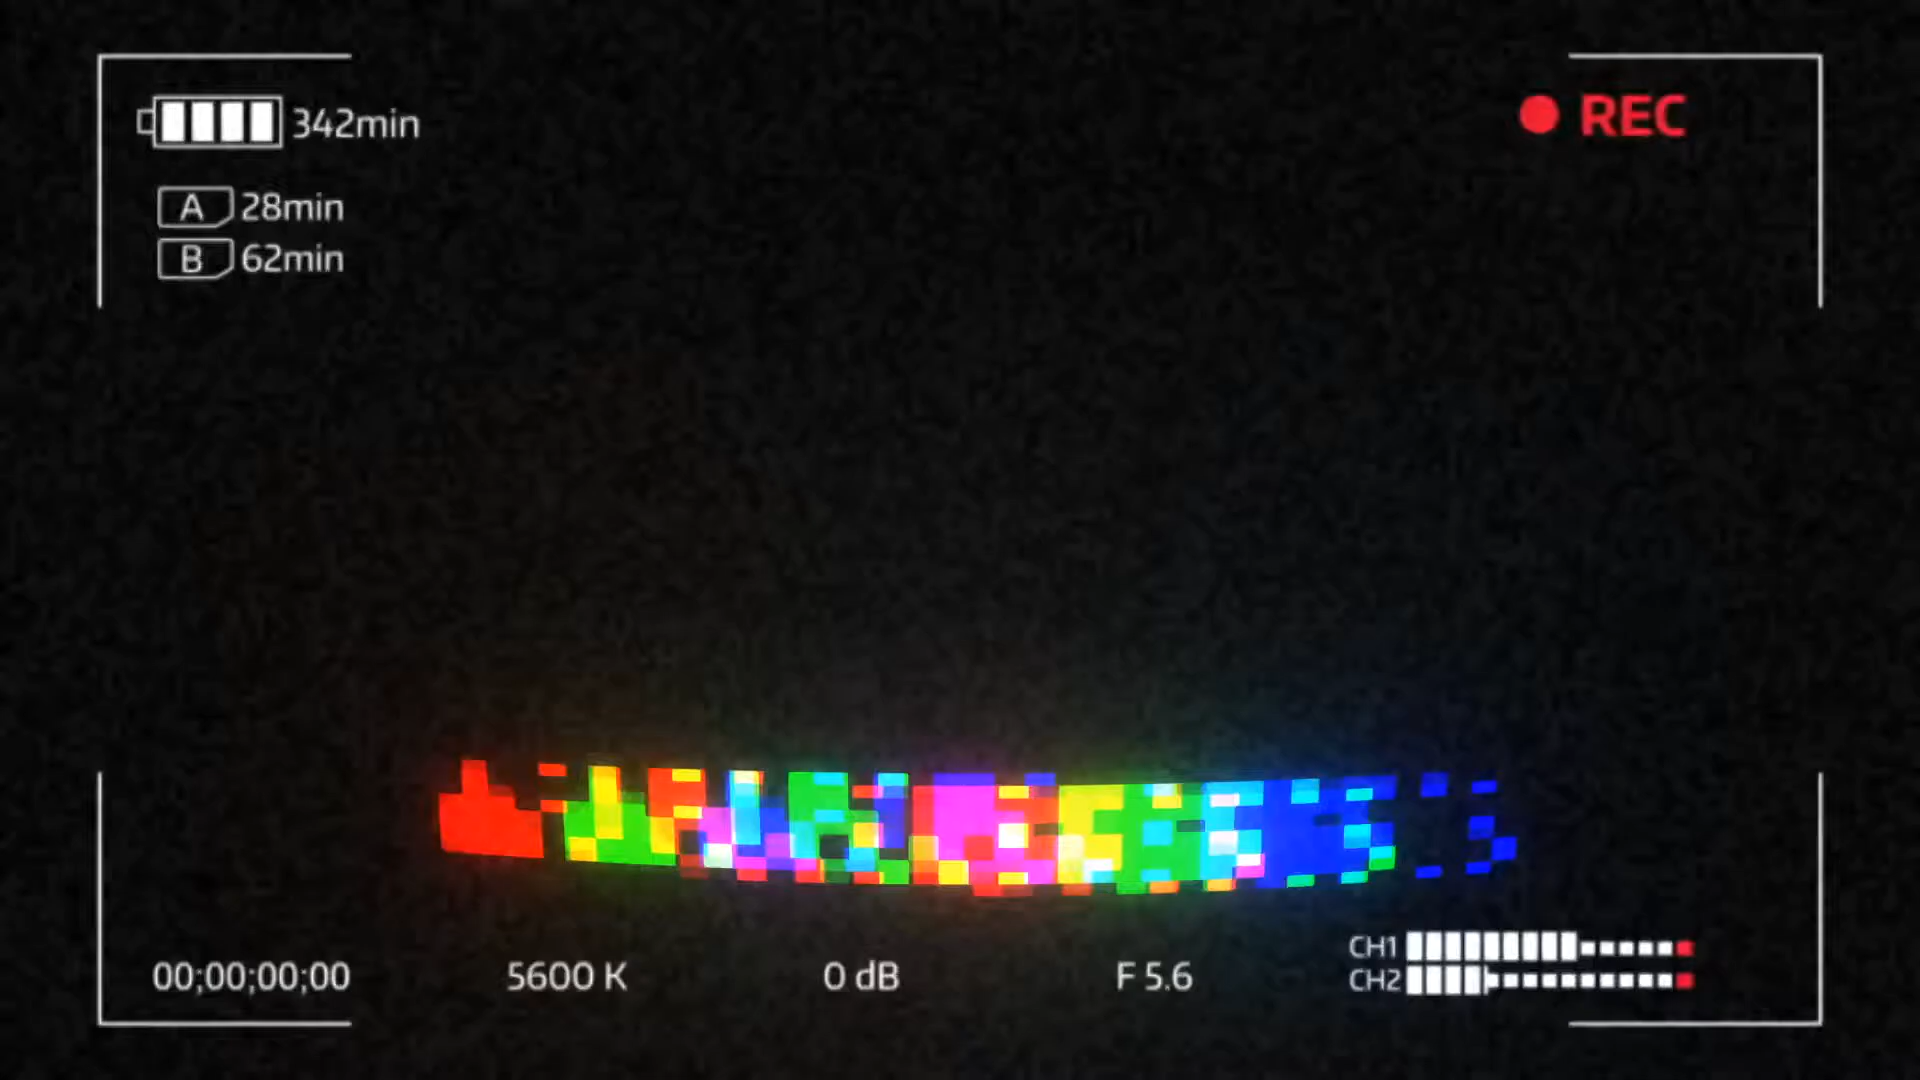 342min
REC
A 28min
B 62min
CH1
00;00;00;00 5600 K 0 dB F 5.6
CH2